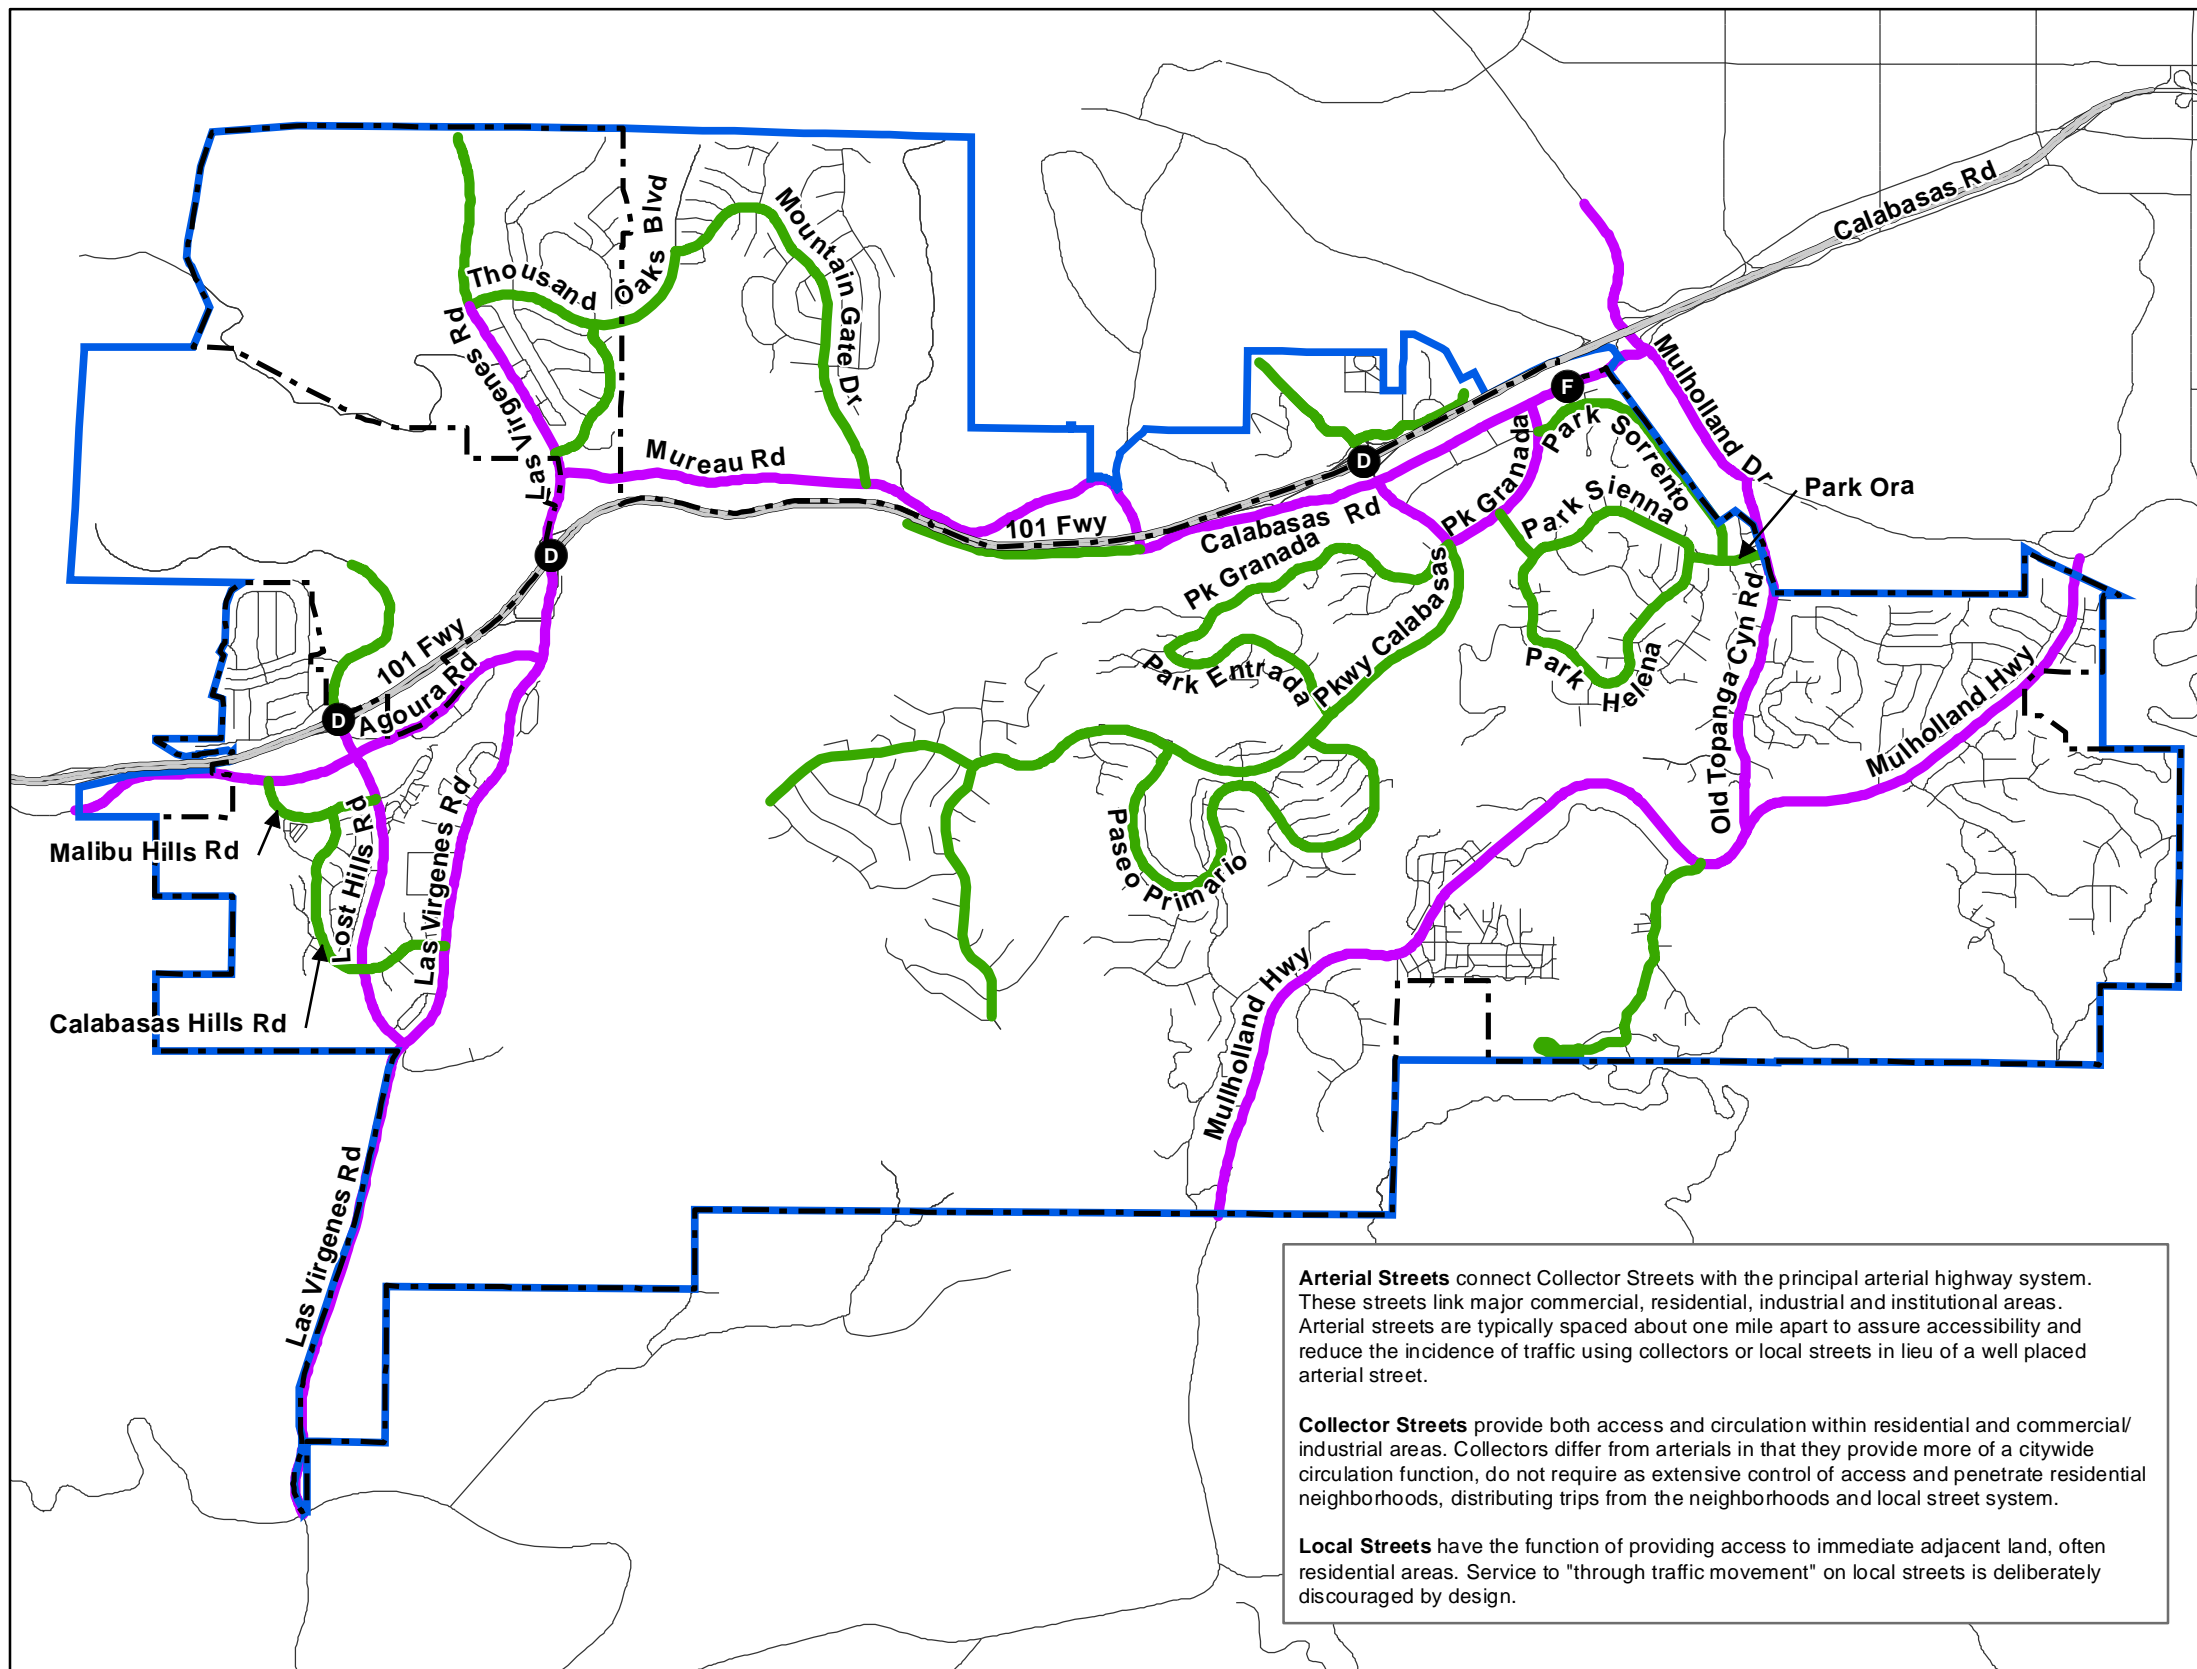 Calabasas Rd
Thousand Oaks Blvd
Mountain Gate Dr
Las Virgenes Rd
Mureau Rd
101 Fwy
Calabasas Rd
Mulholland Dr
F
D
Park Sorrento
Pk Granada
Park Sienna
Park Ora
Pk Granada
Pkwy Calabasas
Park Entrada
Park Helena
Old Topanga Cyn Rd
Mulholland Hwy
D
101 Fwy
Agoura Rd
D
Malibu Hills Rd
Lost Hills Rd
Las Virgenes Rd
Calabasas Hills Rd
Paseo Primario
Mullholland Hwy
Las Virgenes Rd
Arterial Streets connect Collector Streets with the principal arterial highway system.
These streets link major commercial, residential, industrial and institutional areas.
Arterial streets are typically spaced about one mile apart to assure accessibility and
reduce the incidence of traffic using collectors or local streets in lieu of a well placed
arterial street.
Collector Streets provide both access and circulation within residential and commercial/
industrial areas. Collectors differ from arterials in that they provide more of a citywide
circulation function, do not require as extensive control of access and penetrate residential
neighborhoods, distributing trips from the neighborhoods and local street system.
Local Streets have the function of providing access to immediate adjacent land, often
residential areas. Service to "through traffic movement" on local streets is deliberately
discouraged by design.